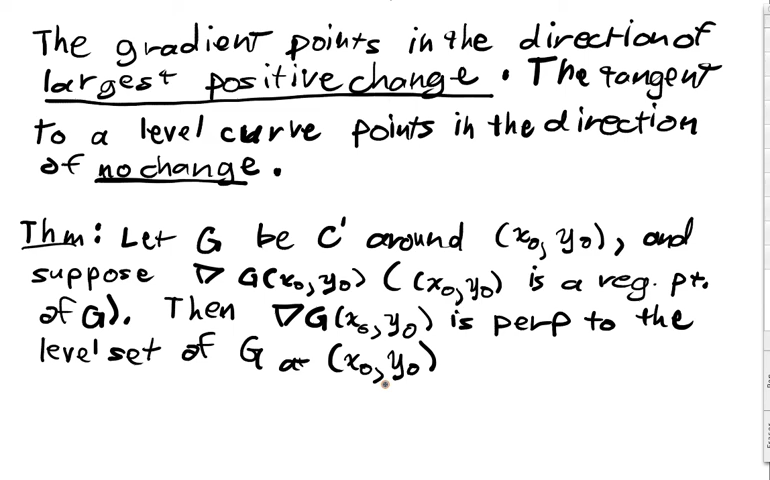 The gradient points in the direction of
largest positive change. The tangent
to a level curve points in the direction
of no change.
Thm: Let G be C' around (x₀, y₀), and
suppose ∇ G(x₀, y₀) ((x₀, y₀) is a reg. pt.
of G). Then ∇G(x₀, y₀) is perp to the
level set of G at (x₀, y₀)